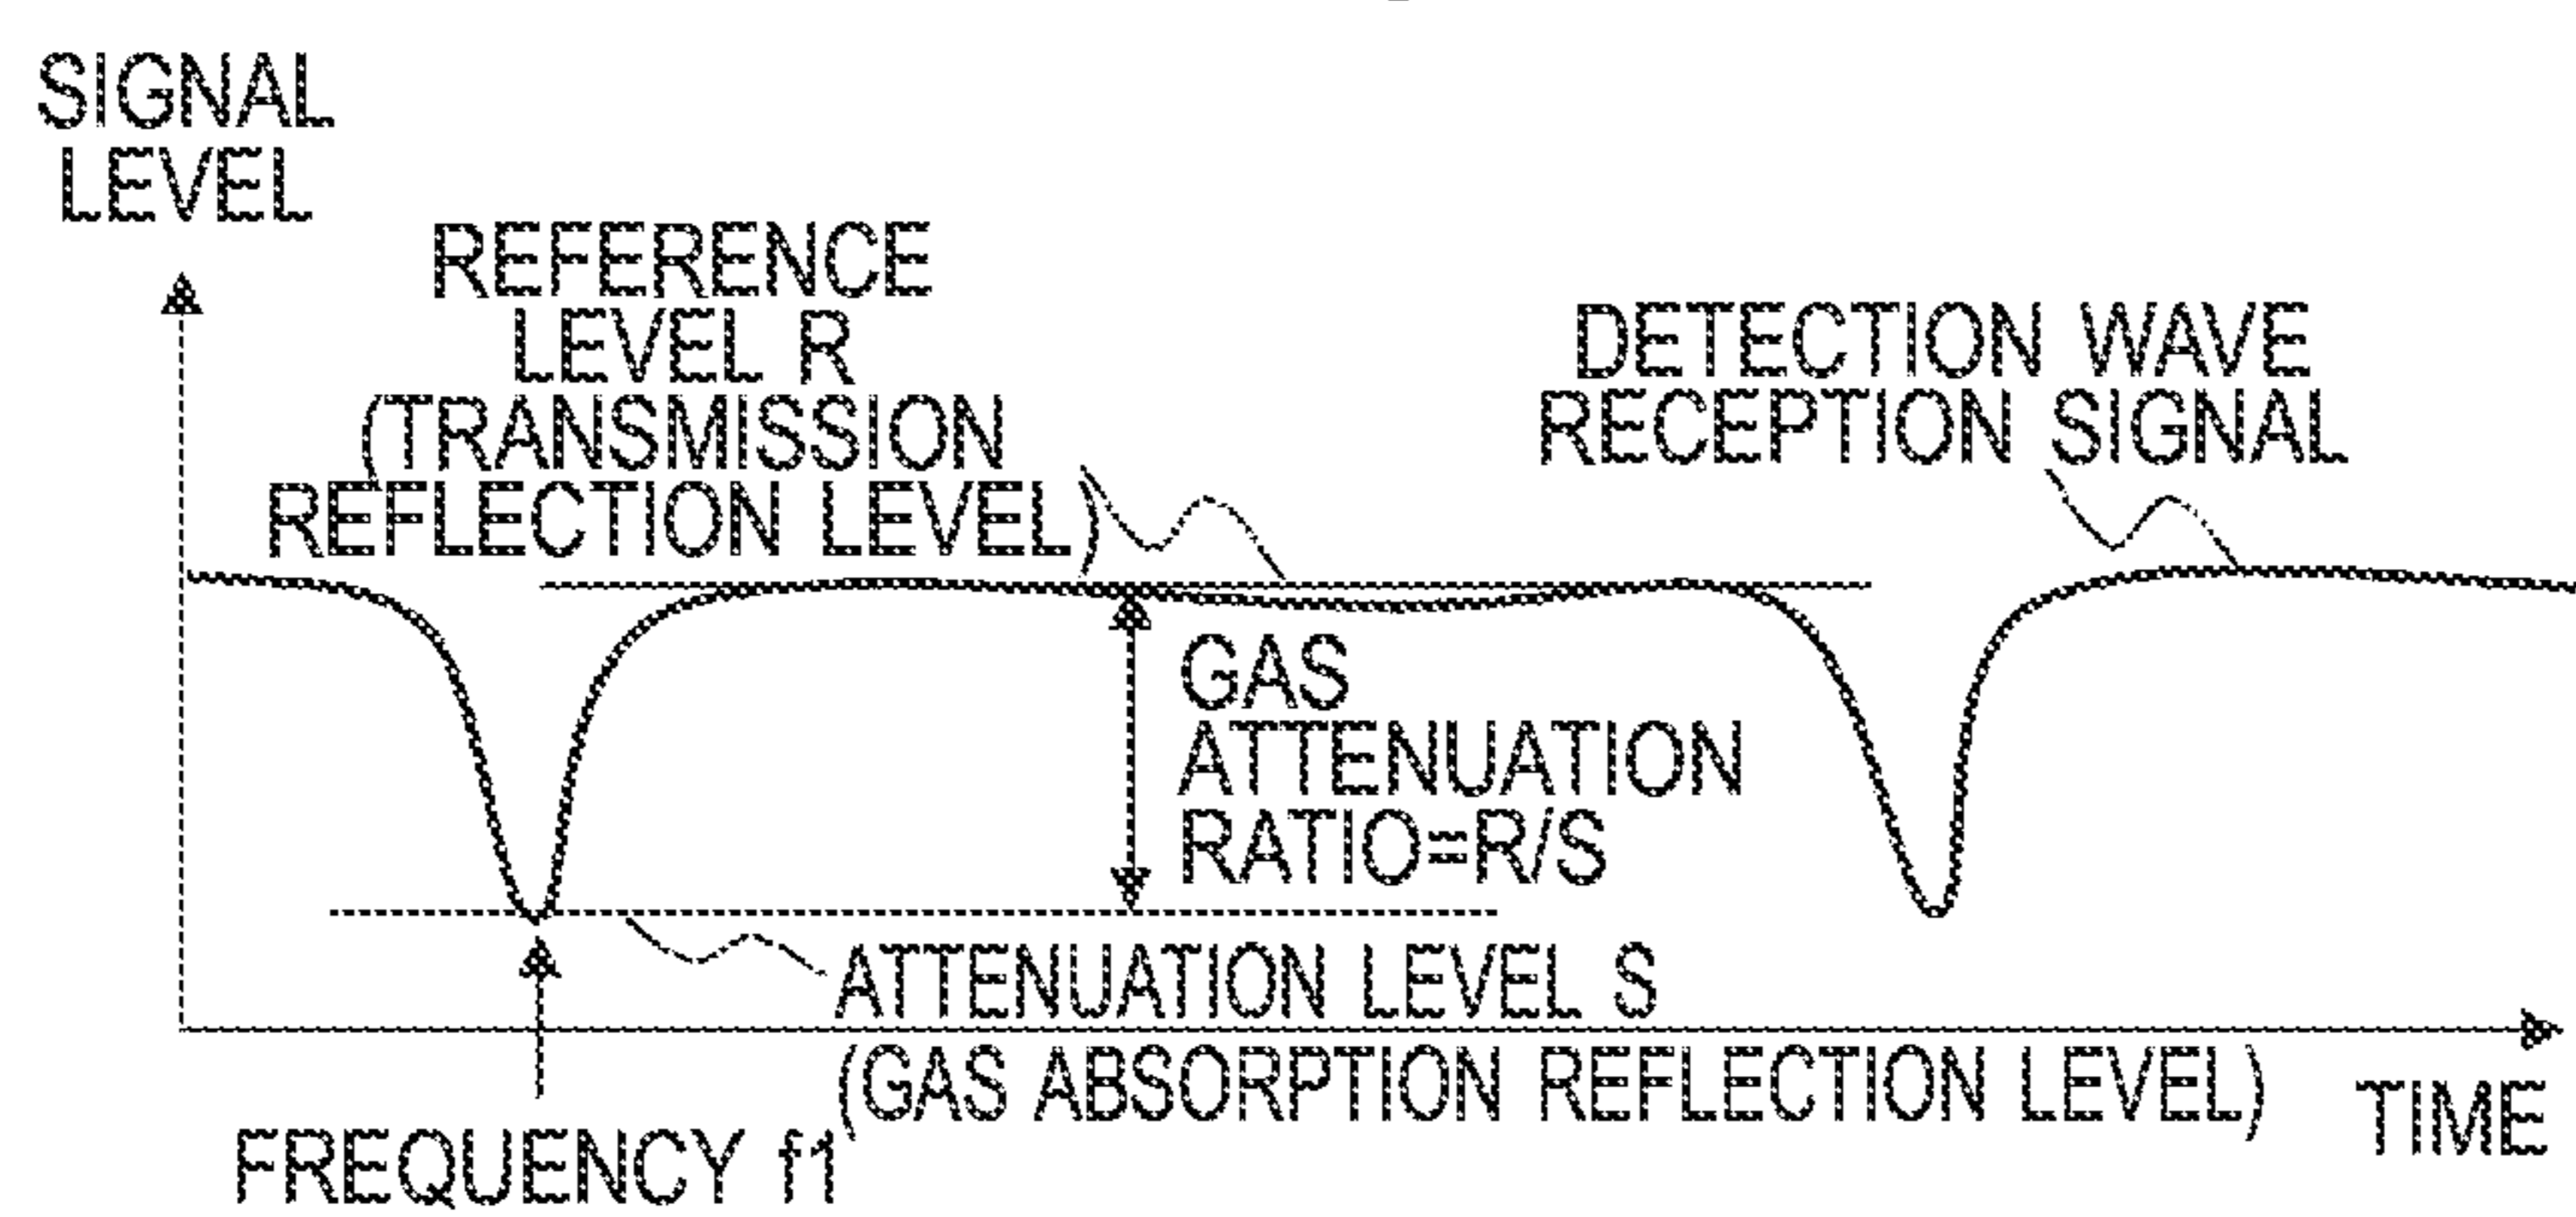 SIGNAL
LEVEL
REFERENCE
LEVEL R
(TRANSMISSION
REFLECTION LEVEL)
DETECTION WAVE
RECEPTION SIGNAL
GAS
ATTENUATION
RATIO=R/S
ATTENUATION LEVEL S
(GAS ABSORPTION REFLECTION LEVEL)
TIME
FREQUENCY f1